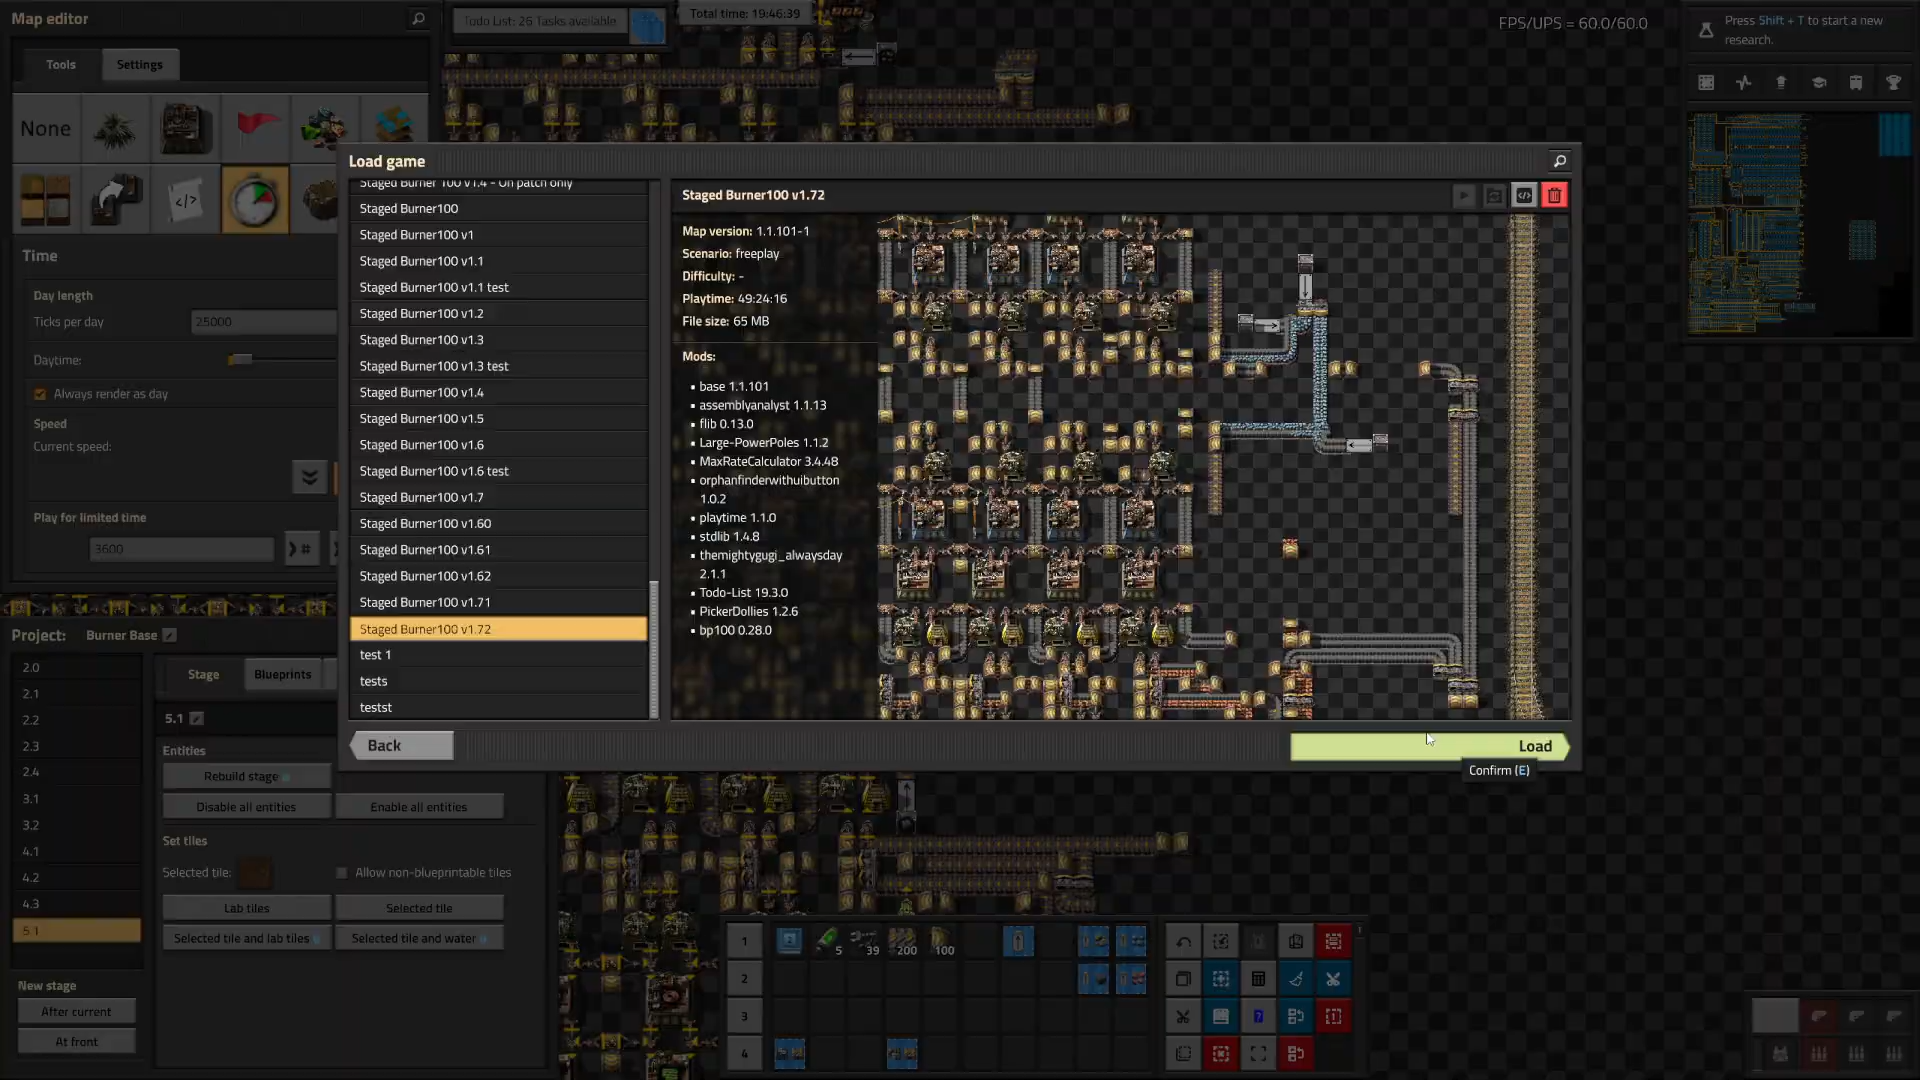 Map editor
Todo List: 26 Tasks available
Total time: 19:46:39
FPS/UPS = 60.0/60.0
Press Shift + T to start a new
research.
Tools
Settings
None
Time
Day length
Ticks per day
25000
Daytime:
Always render as day
Speed
Current speed:
Play for limited time
3600
#
Load game
Staged Burner 100 v1.4 - Un patch only
Staged Burner100
Staged Burner100 v1
Staged Burner100 v1.1
Staged Burner100 v1.1 test
Staged Burner100 v1.2
Staged Burner100 v1.3
Staged Burner100 v1.3 test
Staged Burner100 v1.4
Staged Burner100 v1.5
Staged Burner100 v1.6
Staged Burner100 v1.6 test
Staged Burner100 v1.7
Staged Burner100 v1.60
Staged Burner100 v1.61
Staged Burner100 v1.62
Staged Burner100 v1.71
Staged Burner100 v1.72
test 1
tests
testst
Staged Burner100 v1.72
Map version: 1.1.101-1
Scenario: freeplay
Difficulty: -
Playtime: 49:24:16
File size: 65 MB
Mods:
▪ base 1.1.101
▪ assemblyanalyst 1.1.13
▪ flib 0.13.0
▪ Large-PowerPoles 1.1.2
▪ MaxRateCalculator 3.4.48
▪ orphanfinderwithuibutton
1.0.2
▪ playtime 1.1.0
▪ stdlib 1.4.8
▪ themightygugi_alwaysday
2.1.1
▪ Todo-List 19.3.0
▪ PickerDollies 1.2.6
▪ bp100 0.28.0
Back
Load
Confirm (E)
Project:
Burner Base
2.0
2.1
2.2
2.3
2.4
3.1
3.2
4.1
4.2
4.3
5.1
New stage
After current
At front
Stage
Blueprints
5.1
Entities
Rebuild stage
Disable all entities
Enable all entities
Set tiles
Selected tile:
Allow non-blueprintable tiles
Lab tiles
Selected tile
Selected tile and lab tiles
Selected tile and water
1
2
5
39
200
100
2
3
4